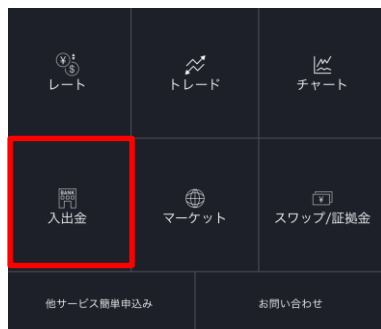 ¥
$
レート
トレード
チャート
BANK
入出金
マーケット
¥
スワップ/証拠金
他サービス簡単申込み
お問い合わせ